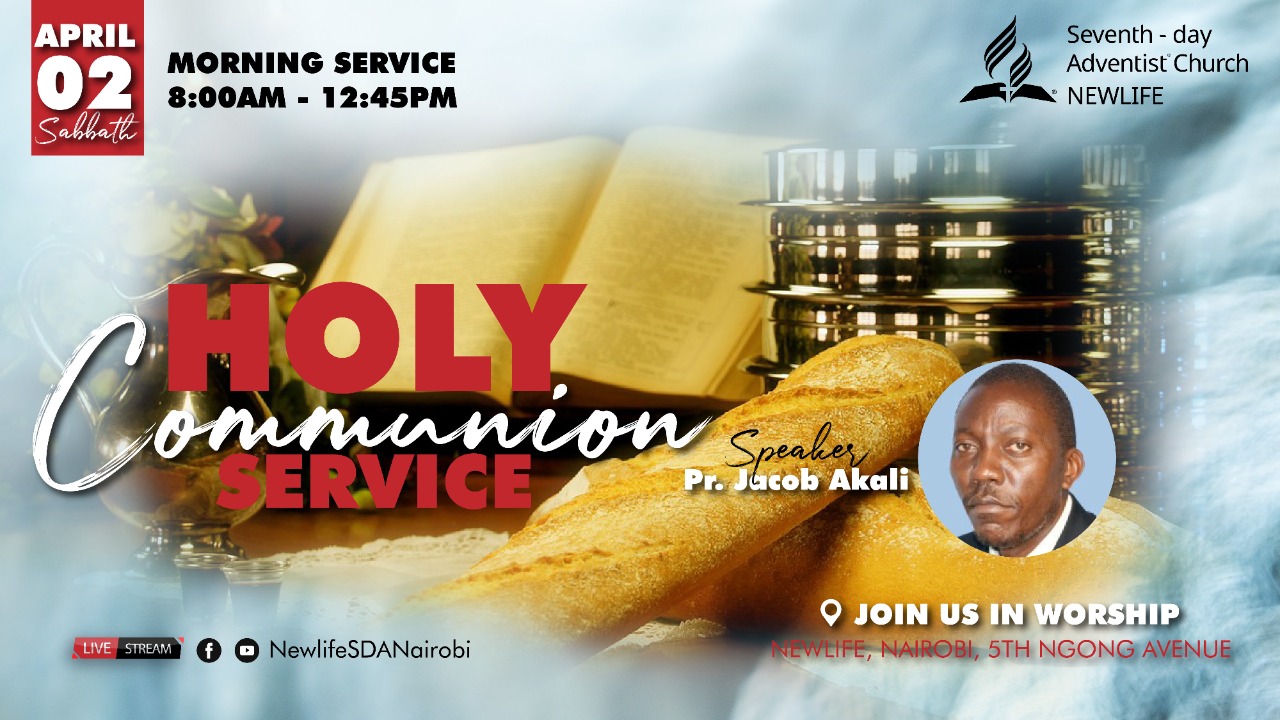 APRIL
02
Sabbath
MORNING SERVICE
8:00AM - 12:45PM
Seventh - day
Adventist® Church
NEWLIFE
HOLY
Communion
SERVICE
Speaker
Pr. Jacob Akali
JOIN US IN WORSHIP
NEWLIFE, NAIROBI, 5TH NGONG AVENUE
LIVE STREAM NewlifeSDANairobi